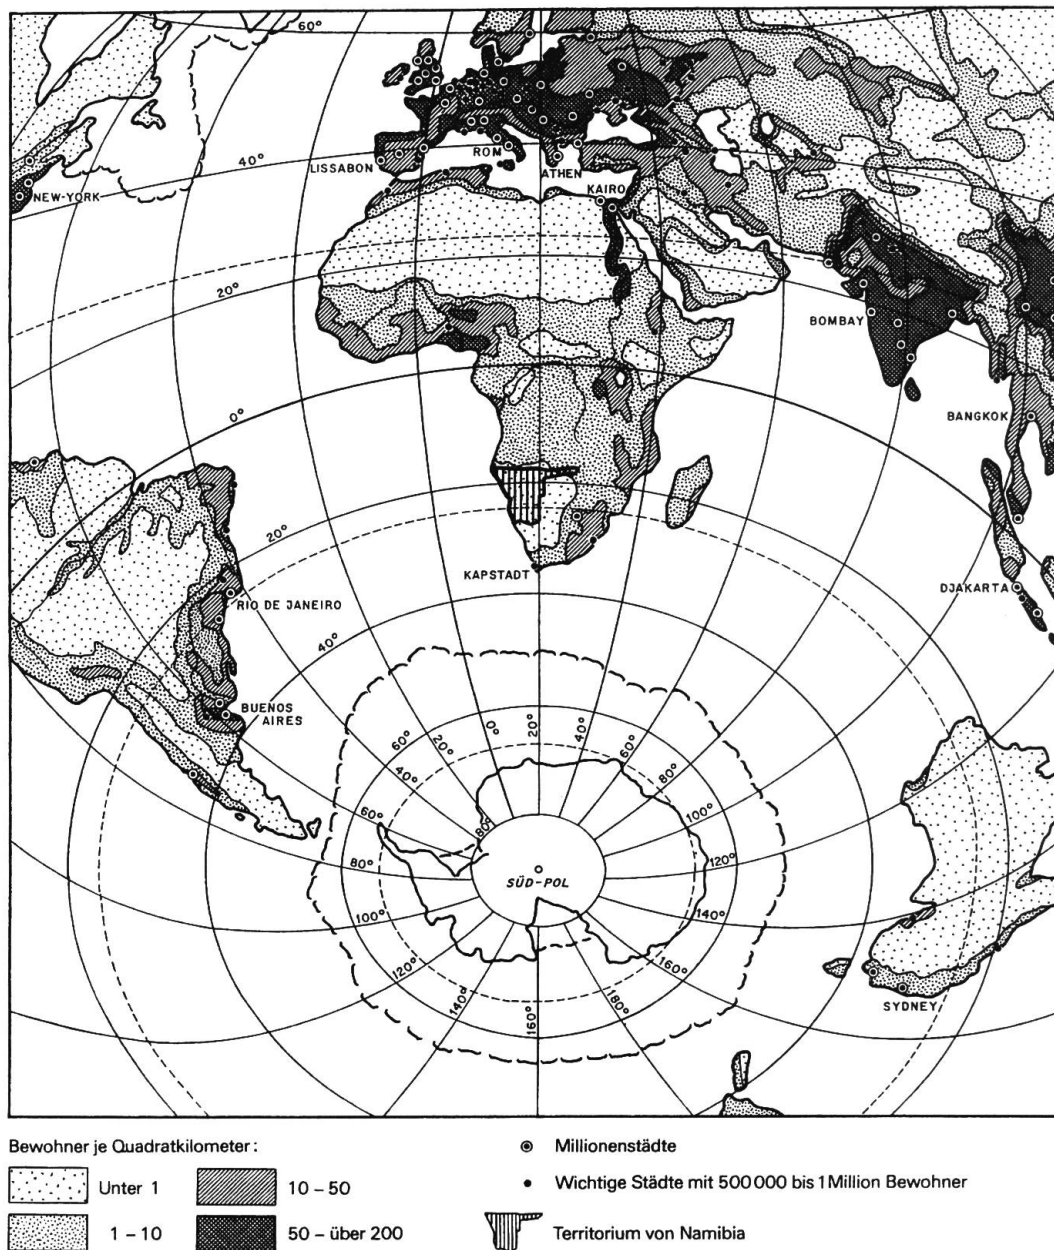 60°
40°
LISSABON
ROM
ATHEN
KAIRO
NEW-YORK
20°
BOMBAY
BANGKOK
0°
20°
KAPSTADT
DJAKARTA
RIO DE JANEIRO
40°
BUEÑOS
AIRES
60°
40°
20°
0°
20°
40°
60°
80°
100°
120°
140°
160°
180°
160°
140°
120°
100°
80°
60°
80°
SÜD-POL
SYDNEY
Bewohner je Quadratkilometer:
Unter 1
10 – 50
1 – 10
50 – über 200
Millionenstädte
Wichtige Städte mit 500 000 bis 1 Million Bewohner
Territorium von Namibia